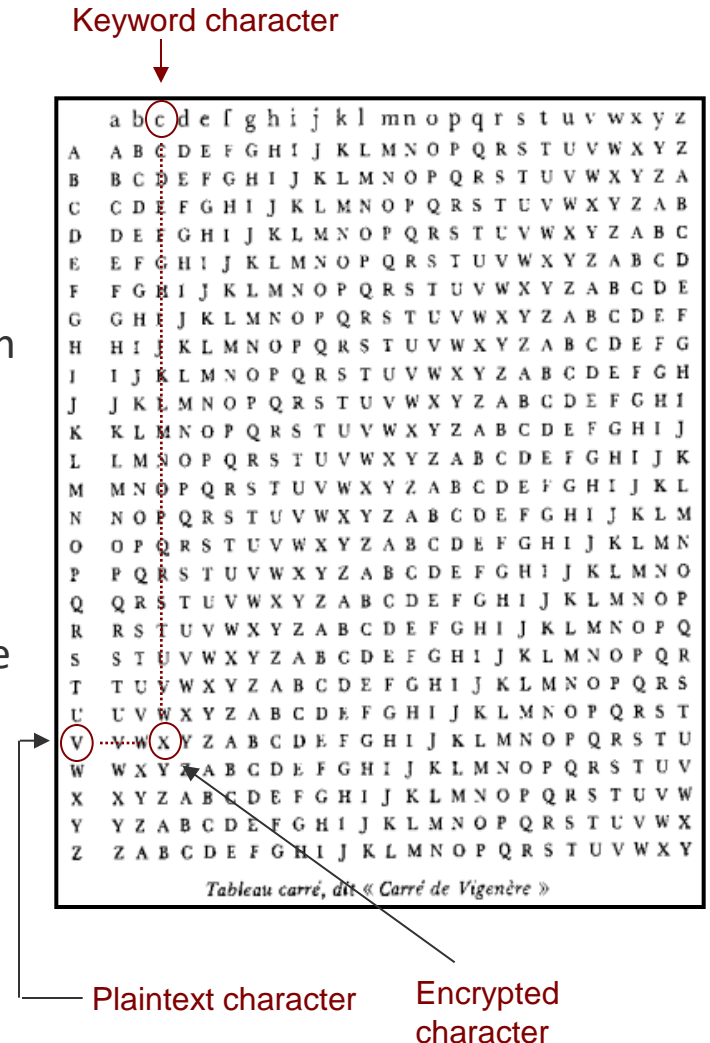 Keyword character
a b c d e f g h i j k l m n o p q r s t u v w x y z
A A B C D E F G H I J K L M N O P Q R S T U V W X Y Z
B B C D E F G H I J K L M N O P Q R S T U V W X Y Z A
C C D E F G H I J K L M N O P Q R S T U V W X Y Z A B
D D E F G H I J K L M N O P Q R S T U V W X Y Z A B C
E E F G H I J K L M N O P Q R S T U V W X Y Z A B C D
F F G H I J K L M N O P Q R S T U V W X Y Z A B C D E
G G H I J K L M N O P Q R S T U V W X Y Z A B C D E F
n
H H I J K L M N O P Q R S T U V W X Y Z A B C D E F G
I I J K L M N O P Q R S T U V W X Y Z A B C D E F G H
J J K L M N O P Q R S T U V W X Y Z A B C D E F G H I
K K L M N O P Q R S T U V W X Y Z A B C D E F G H I J
L L M N O P Q R S T U V W X Y Z A B C D E F G H I J K
M M N O P Q R S T U V W X Y Z A B C D E F G H I J K L
N N O P Q R S T U V W X Y Z A B C D E F G H I J K L M
O O P Q R S T U V W X Y Z A B C D E F G H I J K L M N
P P Q R S T U V W X Y Z A B C D E F G H I J K L M N O
Q Q R S T U V W X Y Z A B C D E F G H I J K L M N O P
R R S T U V W X Y Z A B C D E F G H I J K L M N O P Q
e
S S T U V W X Y Z A B C D E F G H I J K L M N O P Q R
T T U V W X Y Z A B C D E F G H I J K L M N O P Q R S
U U V W X Y Z A B C D E F G H I J K L M N O P Q R S T
V V W X Y Z A B C D E F G H I J K L M N O P Q R S T U
W W X Y Z A B C D E F G H I J K L M N O P Q R S T U V
X X Y Z A B C D E F G H I J K L M N O P Q R S T U V W
Y Y Z A B C D E F G H I J K L M N O P Q R S T U V W X
Z Z A B C D E F G H I J K L M N O P Q R S T U V W X Y
Tableau carré, dit « Carré de Vigenère »
Plaintext character
Encrypted
character